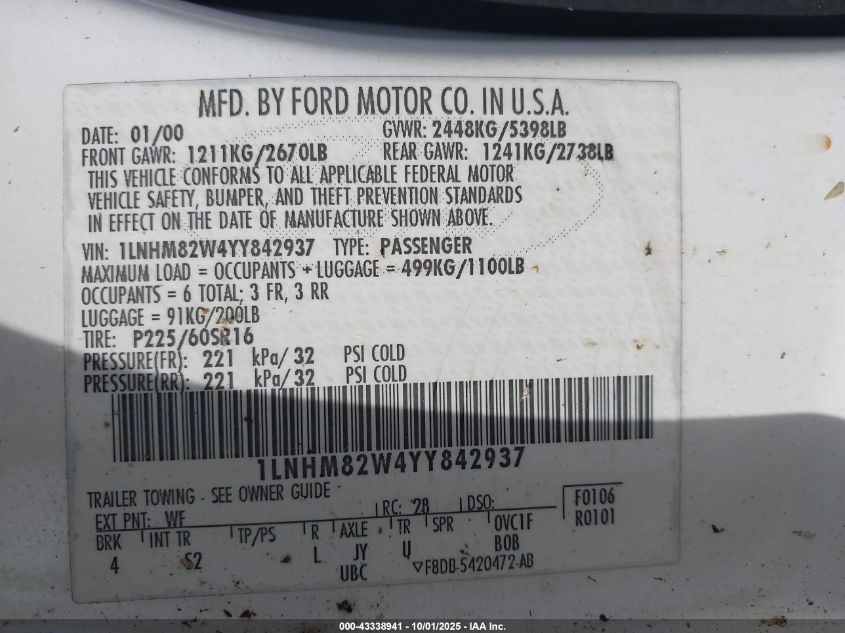 MFD. BY FORD MOTOR CO. IN U.S.A.
DATE: 01/00 GVWR: 2448KG/5398LB
FRONT GAWR: 1211KG/2670LB REAR GAWR: 1241KG/2738LB
THIS VEHICLE CONFORMS TO ALL APPLICABLE FEDERAL MOTOR
VEHICLE SAFETY, BUMPER, AND THEFT PREVENTION STANDARDS
IN EFFECT ON THE DATE OF MANUFACTURE SHOWN ABOVE.
VIN: 1LNHM82W4YY842937 TYPE: PASSENGER
MAXIMUM LOAD = OCCUPANTS + LUGGAGE = 499KG/1100LB
OCCUPANTS = 6 TOTAL; 3 FR, 3 RR
LUGGAGE = 91KG/200LB
TIRE: P225/60SR16
PRESSURE(FR): 221 kPa/ 32 PSI COLD
PRESSURE(RR): 221 kPa/ 32 PSI COLD
1LNHM82W4YY842937
TRAILER TOWING - SEE OWNER GUIDE
EXT PNT: WF RC: 28 DSO: F0106
R0101
BRK INT TR TP/PS R AXLE TR SPR OVC1F
4 S2 L JY U BOB
UBC ▽F8DB-5420472-AB
000-43338941 - 10/01/2025 - IAA Inc.